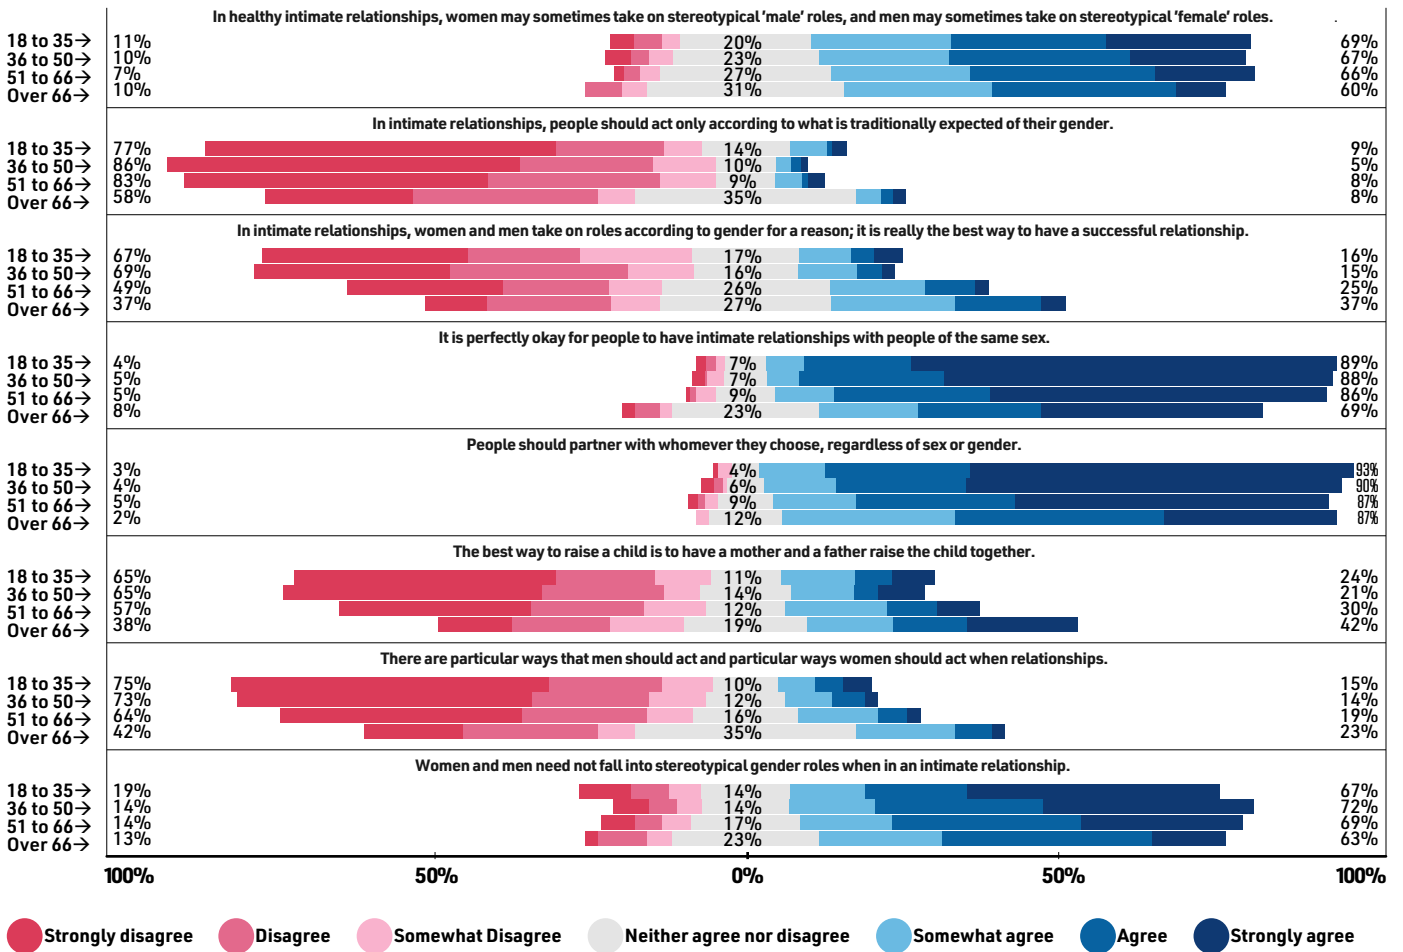 In healthy intimate relationships, women may sometimes take on stereotypical 'male' roles, and men may sometimes take on stereotypical 'female' roles.
18 to 35→ 11% 20% 69%
36 to 50→ 10% 23% 67%
51 to 66→ 7% 27% 66%
Over 66→ 10% 31% 60%
In intimate relationships, people should act only according to what is traditionally expected of their gender.
18 to 35→ 77% 14% 9%
36 to 50→ 86% 10% 5%
51 to 66→ 83% 9% 8%
Over 66→ 58% 35% 8%
In intimate relationships, women and men take on roles according to gender for a reason; it is really the best way to have a successful relationship.
18 to 35→ 67% 17% 16%
36 to 50→ 69% 16% 15%
51 to 66→ 49% 26% 25%
Over 66→ 37% 27% 37%
It is perfectly okay for people to have intimate relationships with people of the same sex.
18 to 35→ 4% 7% 89%
36 to 50→ 5% 7% 88%
51 to 66→ 5% 9% 86%
Over 66→ 8% 23% 69%
People should partner with whomever they choose, regardless of sex or gender.
18 to 35→ 3% 4% 93%
36 to 50→ 4% 6% 90%
51 to 66→ 5% 9% 87%
Over 66→ 2% 12% 87%
The best way to raise a child is to have a mother and a father raise the child together.
18 to 35→ 65% 11% 24%
36 to 50→ 65% 14% 21%
51 to 66→ 57% 12% 30%
Over 66→ 38% 19% 42%
There are particular ways that men should act and particular ways women should act when relationships.
18 to 35→ 75% 10% 15%
36 to 50→ 73% 12% 14%
51 to 66→ 64% 16% 19%
Over 66→ 42% 35% 23%
Women and men need not fall into stereotypical gender roles when in an intimate relationship.
18 to 35→ 19% 14% 67%
36 to 50→ 14% 14% 72%
51 to 66→ 14% 17% 69%
Over 66→ 13% 23% 63%
100% 50% 0% 50% 100%
Strongly disagree Disagree Somewhat Disagree Neither agree nor disagree Somewhat agree Agree Strongly agree